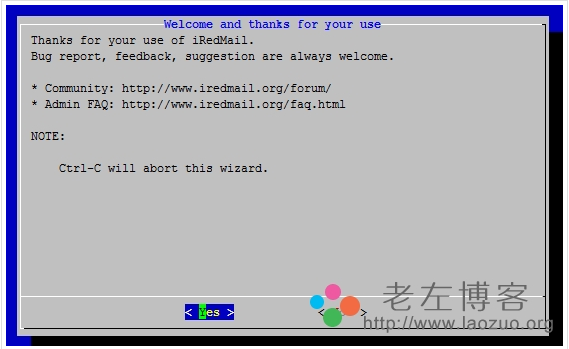 Welcome and thanks for your use
Thanks for your use of iRedMail.
Bug report, feedback, suggestion are always welcome.
* Community: http://www.iredmail.org/forum/
* Admin FAQ: http://www.iredmail.org/faq.html
NOTE:
Ctrl-C will abort this wizard.
< Yes >
老左博客
http://www.laozuo.org